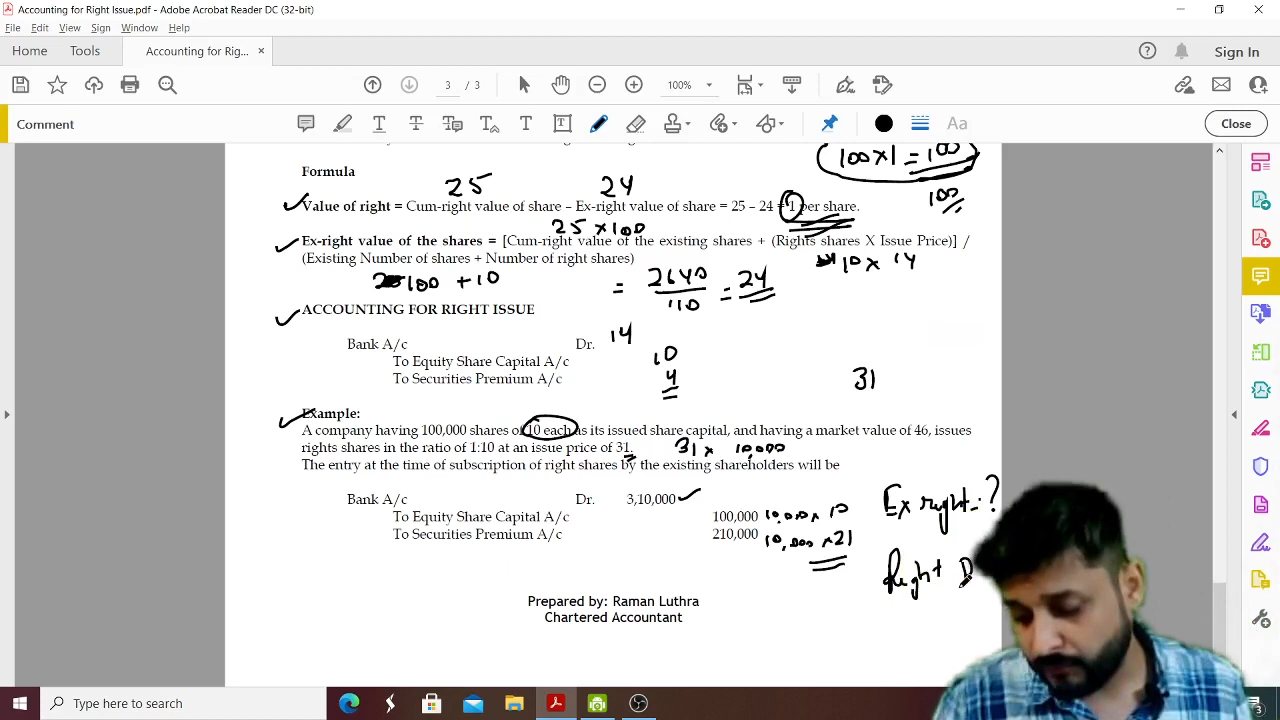 Accounting for Right Issue.pdf - Adobe Acrobat Reader DC (32-bit)
File Edit View Sign Window Help
Home Tools Accounting for Rig... × Sign In
3 / 3 100%
Comment Close
100 x 1 = 100
Formula
100
25 24
Value of right = Cum-right value of share – Ex-right value of share = 25 – 24 = 1 per share.
25 x 100
Ex-right value of the shares = [Cum-right value of the existing shares + (Rights shares X Issue Price)] /
(Existing Number of shares + Number of right shares)
10 x 14
100 + 10 = 2640 / 110 = 24
ACCOUNTING FOR RIGHT ISSUE
Bank A/c Dr. 14
To Equity Share Capital A/c 10
To Securities Premium A/c 4
31
Example:
A company having 100,000 shares of 10 each as its issued share capital, and having a market value of 46, issues
rights shares in the ratio of 1:10 at an issue price of 31. 31 x 10,000
The entry at the time of subscription of right shares by the existing shareholders will be
Bank A/c Dr. 3,10,000
To Equity Share Capital A/c 100,000 10,000 x 10
To Securities Premium A/c 210,000 10,000 x 21
Ex right - ?
Right
Prepared by: Raman Luthra
Chartered Accountant
Type here to search
3